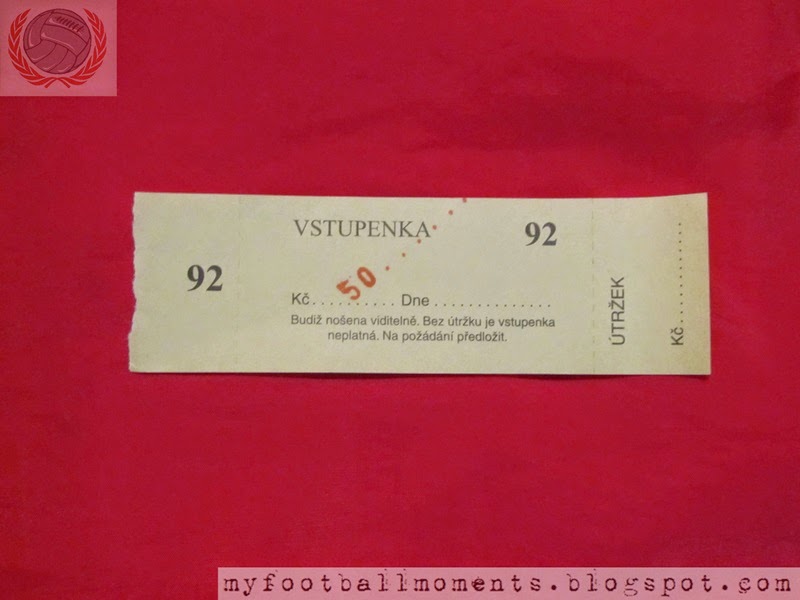 VSTUPENKA
92
92
50.......
Kč.......... Dne ..............
Budiž nošena viditelně. Bez útržku je vstupenka
neplatná. Na požádání předložit.
ÚTRŽEK
Kč............
myfootballmoments.blogspot.com